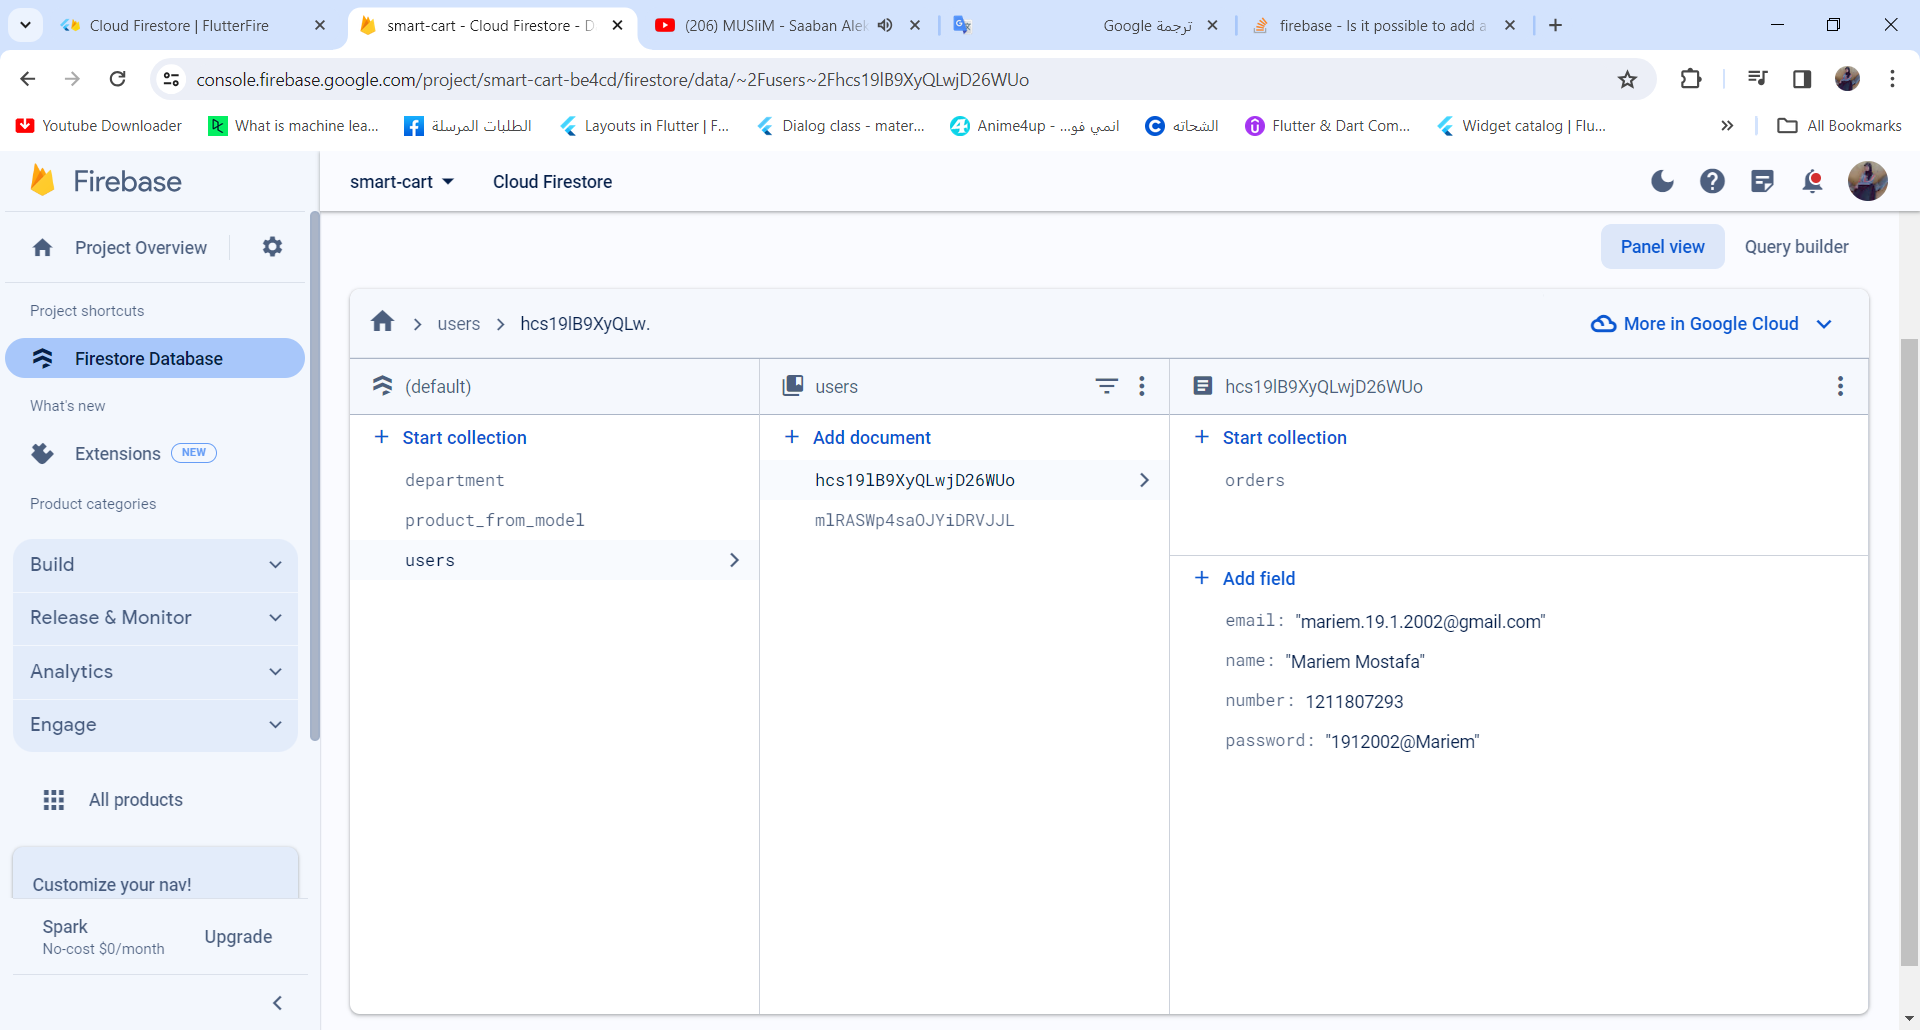 Cloud Firestore | FlutterFire
smart-cart - Cloud Firestore - D
(206) MUSliM - Saaban Alek
ترجمة Google
firebase - Is it possible to add a
console.firebase.google.com/project/smart-cart-be4cd/firestore/data/~2Fusers~2Fhcs19lB9XyQLwjD26WUo
Youtube Downloader
What is machine lea...
الطلبات المرسلة
Layouts in Flutter | F...
Dialog class - mater...
Anime4up - ...انمي فو
الشحاته
Flutter & Dart Com...
Widget catalog | Flu...
All Bookmarks
Firebase
smart-cart
Cloud Firestore
Project Overview
Panel view
Query builder
Project shortcuts
Firestore Database
What's new
Extensions
NEW
Product categories
Build
Release & Monitor
Analytics
Engage
All products
Customize your nav!
Spark
No-cost $0/month
Upgrade
users
hcs19lB9XyQLw.
More in Google Cloud
(default)
Start collection
department
product_from_model
users
users
Add document
hcs19lB9XyQLwjD26WUo
mlRASWp4saOJYiDRVJJL
hcs19lB9XyQLwjD26WUo
Start collection
orders
Add field
email: "mariem.19.1.2002@gmail.com"
name: "Mariem Mostafa"
number: 1211807293
password: "1912002@Mariem"